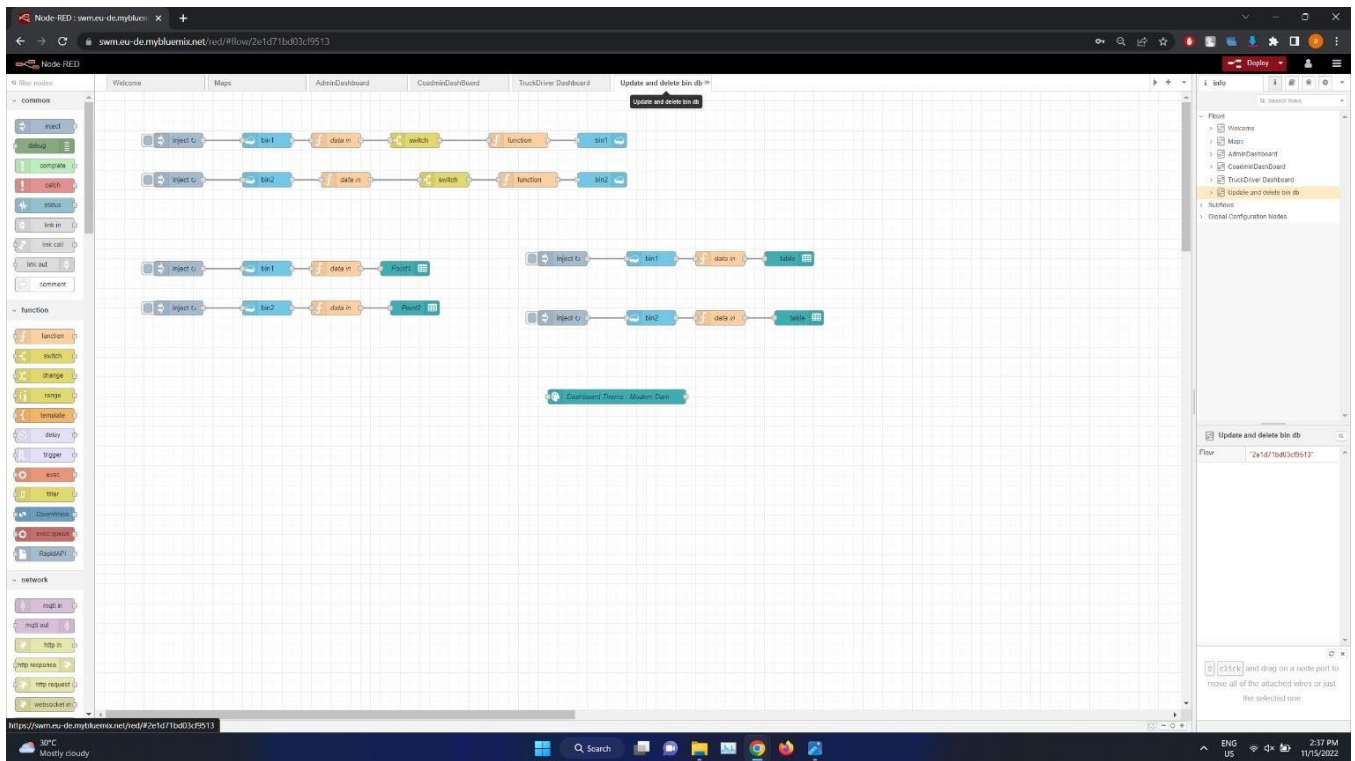 Node-RED : swm.eu-de.mybluem
swm.eu-de.mybluemix.net/red/#flow/2e1d71bd03cf9513
Node-RED
Deploy
filter nodes
Welcome
Maps
AdminDashboard
CoadminDashBoard
TruckDriver Dashboard
Update and delete bin db
info
Update and delete bin db
common
inject
debug
complete
catch
status
link in
link call
link out
comment
function
function
switch
change
range
template
delay
trigger
exec
filter
OpenWhisk
exec queue
RapidAPI
network
mqtt in
mqtt out
http in
http response
http request
websocket in
inject ↻
bin1
data in
switch
function
bin1
inject ↻
bin2
data in
switch
function
bin2
inject ↻
bin1
data in
Point1
inject ↻
bin2
data in
Point2
inject ↻
bin1
data in
table
inject ↻
bin2
data in
table
Dashboard Theme - Modern Dam
Search flows
Flows
Welcome
Maps
AdminDashboard
CoadminDashBoard
TruckDriver Dashboard
Update and delete bin db
Subflows
Global Configuration Nodes
Update and delete bin db
Flow
"2e1d71bd03cf9513"
click and drag on a node port to
move all of the attached wires or just
the selected one
https://swm.eu-de.mybluemix.net/red/#2e1d71bd03cf9513
30°C
Mostly cloudy
Search
ENG
US
2:37 PM
11/15/2022